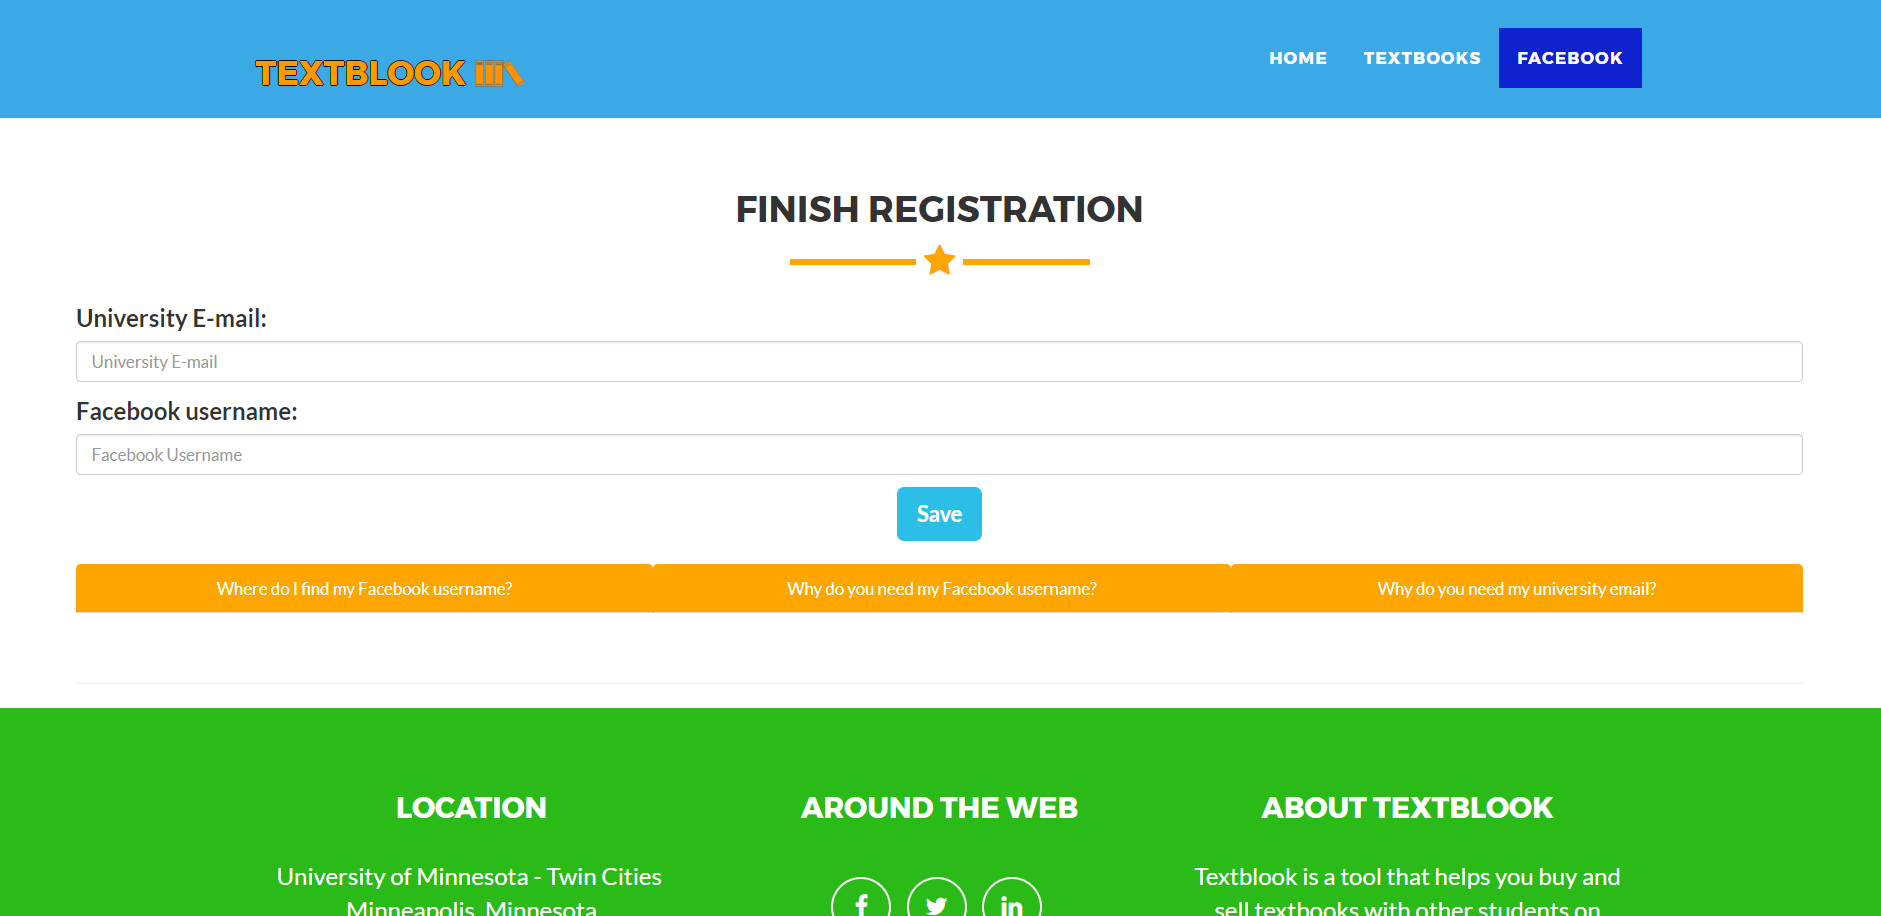 TEXTBLOOK
HOME TEXTBOOKS FACEBOOK
FINISH REGISTRATION
University E-mail:
University E-mail
Facebook username:
Facebook Username
Save
Where do I find my Facebook username? Why do you need my Facebook username? Why do you need my university email?
LOCATION
University of Minnesota - Twin Cities
Minneapolis, Minnesota
AROUND THE WEB
ABOUT TEXTBLOOK
Textblook is a tool that helps you buy and
sell textbooks with other students on